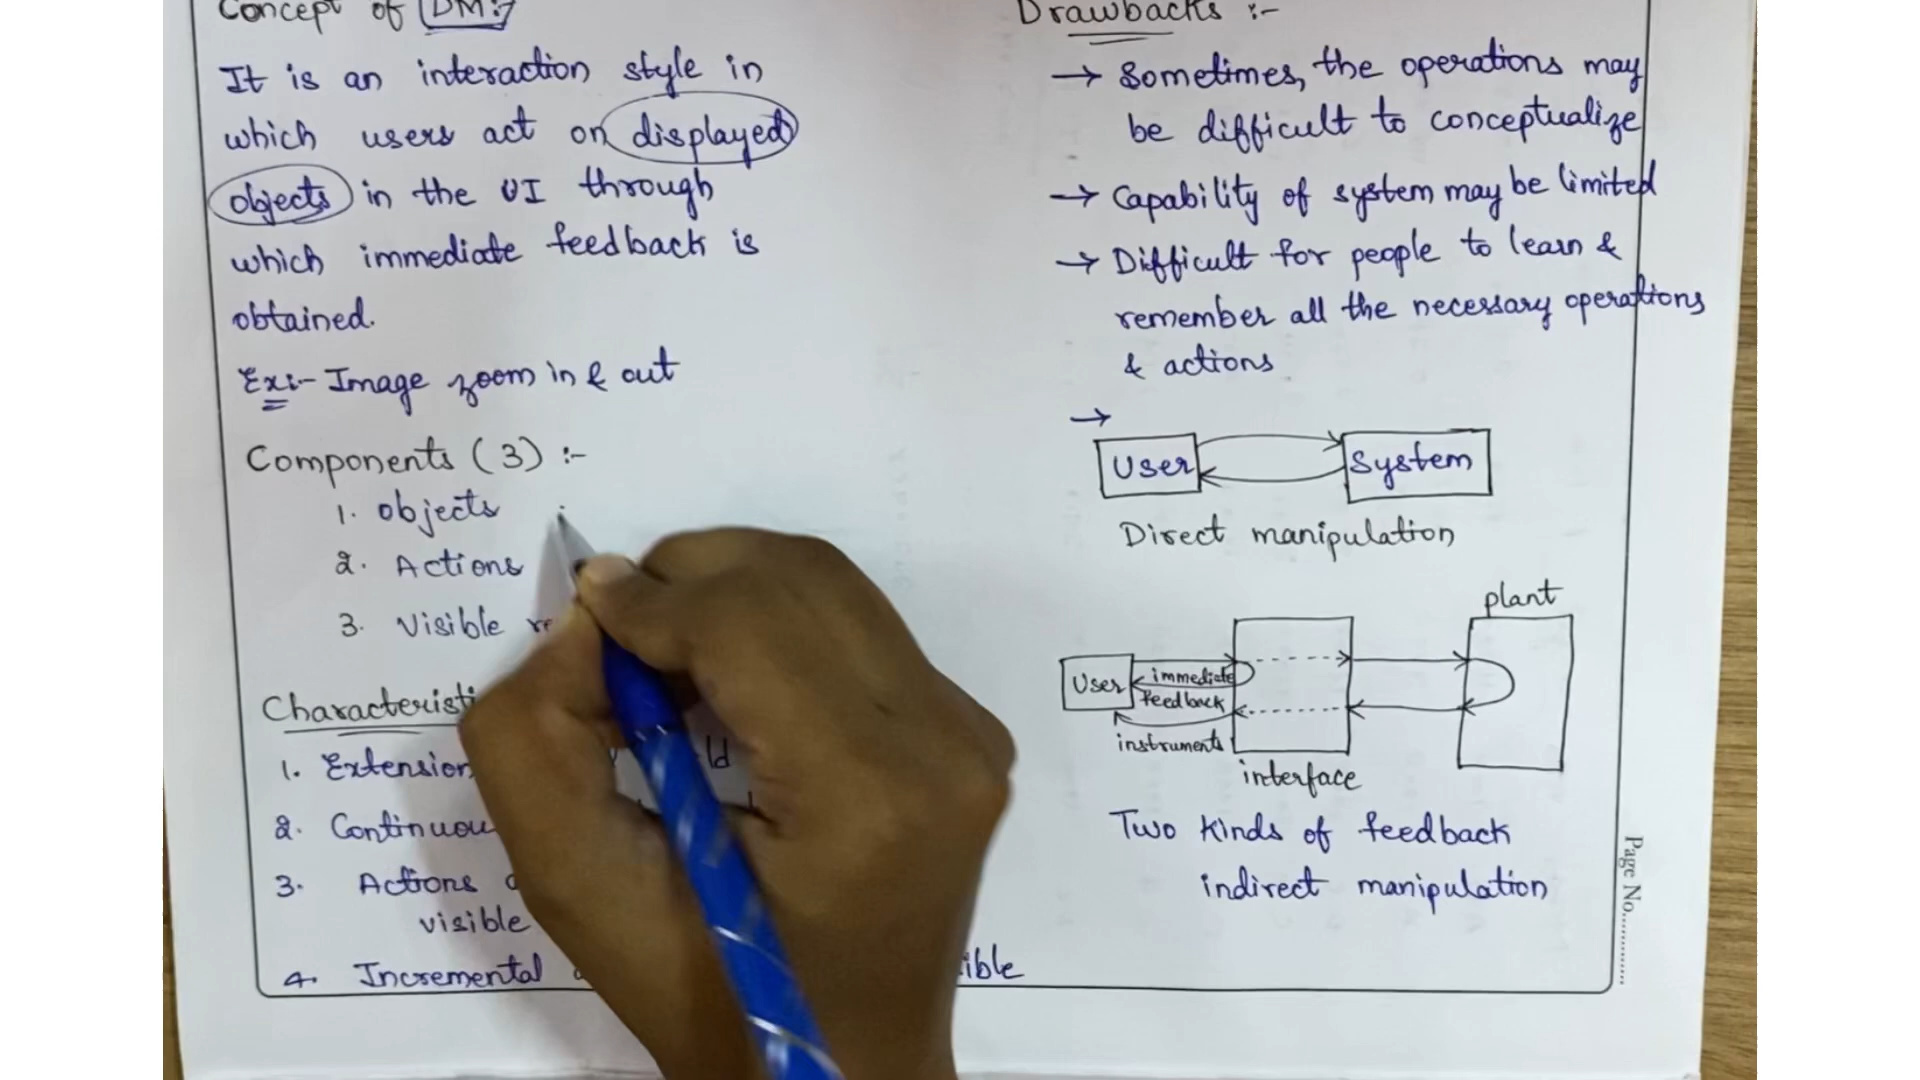 Concept of DM:-
It is an interaction style in
which users act on displayed
objects in the UI through
which immediate feedback is
obtained.
Ex:- Image zoom in & out
Components (3) :-
1. Objects
2. Actions
3. Visible
Characteristi
1. Extension
ld
2. Continuou
3. Actions
visible
4. Incremental
ible
Drawbacks :-
→ Sometimes, the operations may
be difficult to conceptualize
→ Capability of system may be limited
→ Difficult for people to learn &
remember all the necessary operations
& actions
→
User
System
Direct manipulation
plant
User
immediate
feedback
instruments
interface
Two kinds of feedback
indirect manipulation
Page No.............